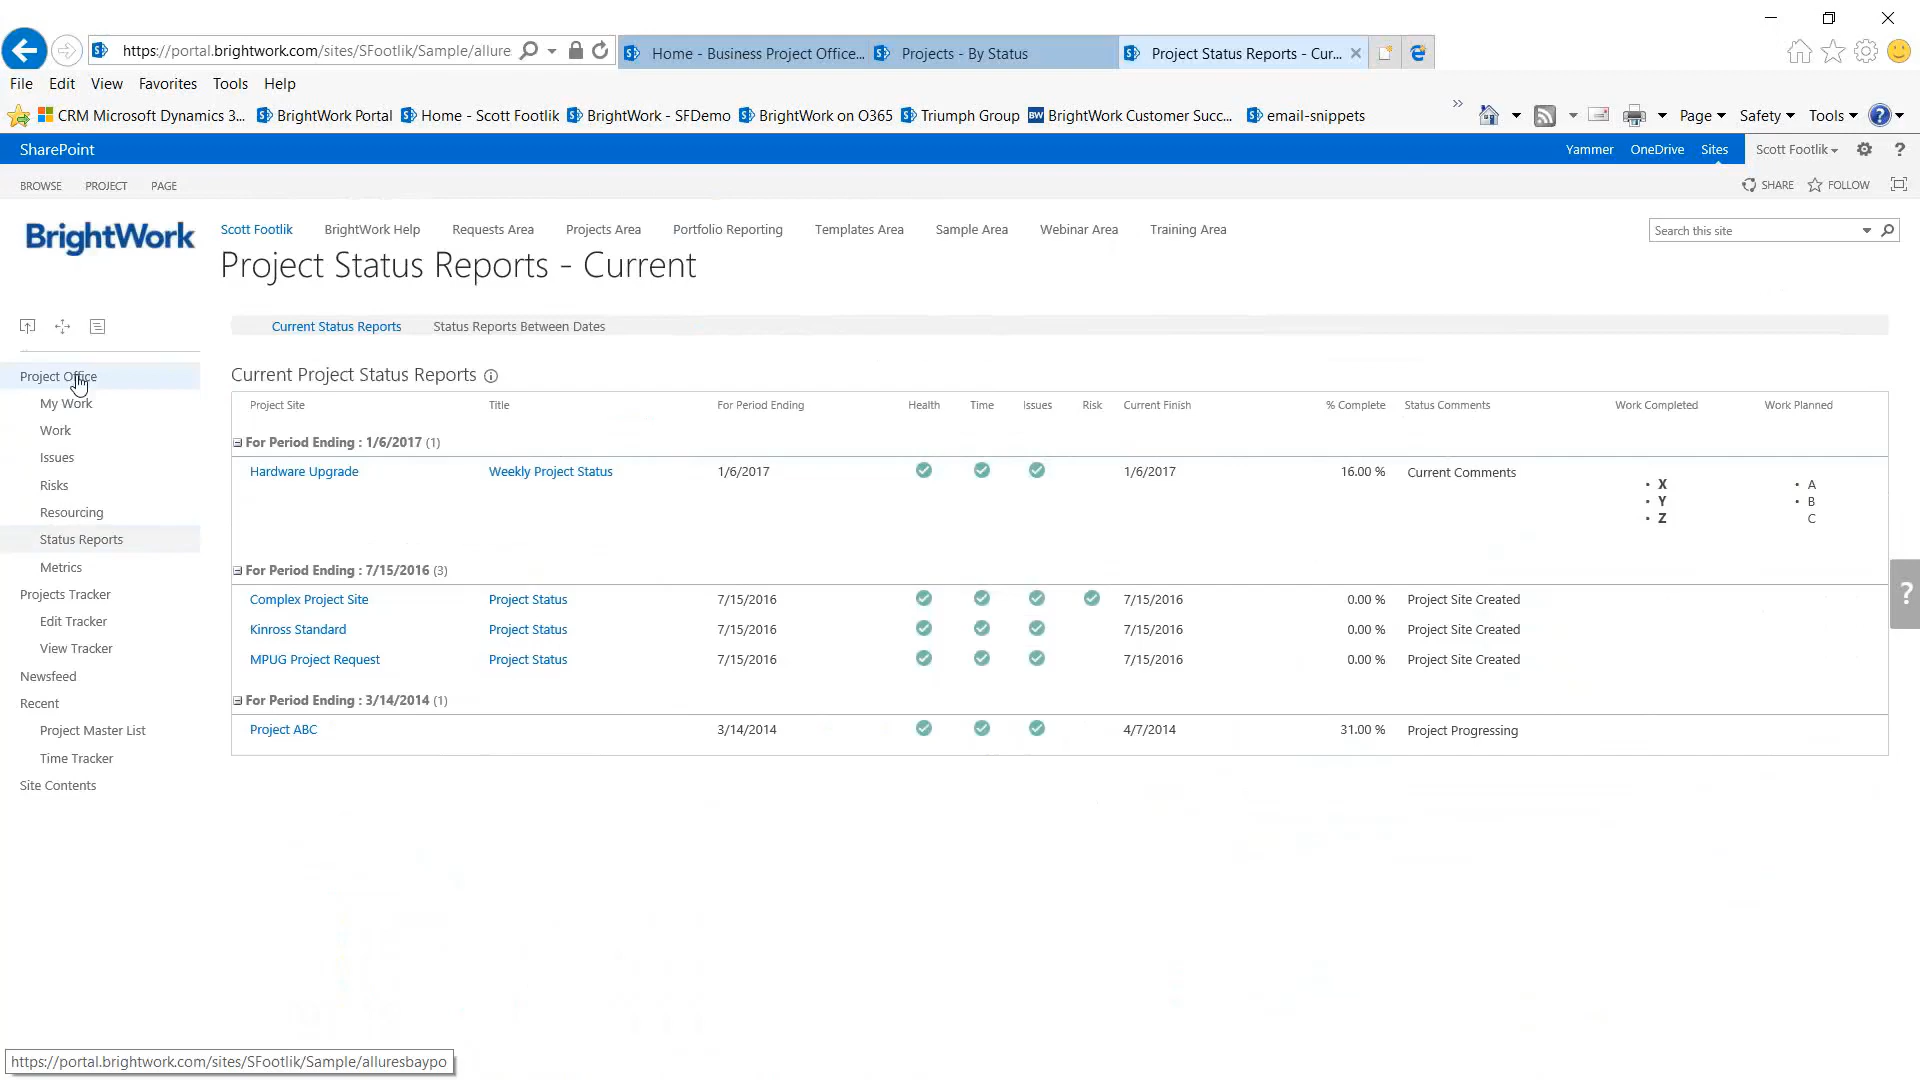 https://portal.brightwork.com/sites/SFootlik/Sample/allure
Home - Business Project Office...
Projects - By Status
Project Status Reports - Cur...
File Edit View Favorites Tools Help
CRM Microsoft Dynamics 3... BrightWork Portal Home - Scott Footlik BrightWork - SFDemo BrightWork on O365 Triumph Group BrightWork Customer Succ... email-snippets
Page Safety Tools
SharePoint
Yammer OneDrive Sites Scott Footlik ?
BROWSE PROJECT PAGE
SHARE FOLLOW
BrightWork
Scott Footlik BrightWork Help Requests Area Projects Area Portfolio Reporting Templates Area Sample Area Webinar Area Training Area
Search this site
Project Status Reports - Current
Current Status Reports Status Reports Between Dates
Project Office
My Work
Work
Issues
Risks
Resourcing
Status Reports
Metrics
Projects Tracker
Edit Tracker
View Tracker
Newsfeed
Recent
Project Master List
Time Tracker
Site Contents
Current Project Status Reports
Project Site Title For Period Ending Health Time Issues Risk Current Finish % Complete Status Comments Work Completed Work Planned
For Period Ending : 1/6/2017 (1)
Hardware Upgrade Weekly Project Status 1/6/2017 1/6/2017 16.00 % Current Comments
• X • A
• Y • B
• Z C
For Period Ending : 7/15/2016 (3)
Complex Project Site Project Status 7/15/2016 7/15/2016 0.00 % Project Site Created
Kinross Standard Project Status 7/15/2016 7/15/2016 0.00 % Project Site Created
MPUG Project Request Project Status 7/15/2016 7/15/2016 0.00 % Project Site Created
For Period Ending : 3/14/2014 (1)
Project ABC 3/14/2014 4/7/2014 31.00 % Project Progressing
?
https://portal.brightwork.com/sites/SFootlik/Sample/alluresbaypo